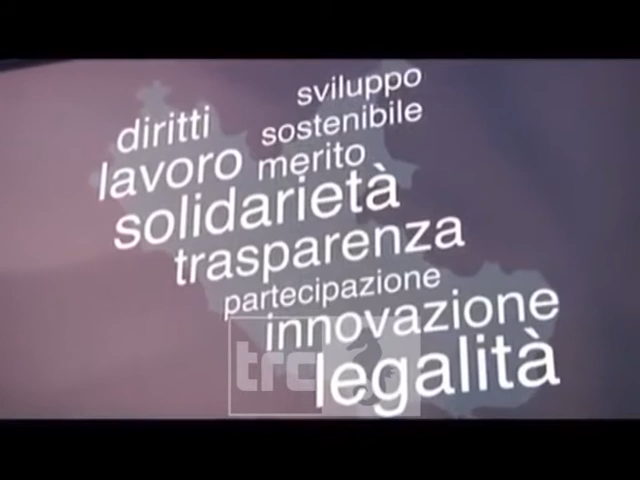 sviluppo
diritti
sostenibile
lavoro
merito
solidarietà
trasparenza
partecipazione
innovazione
legalità
trc